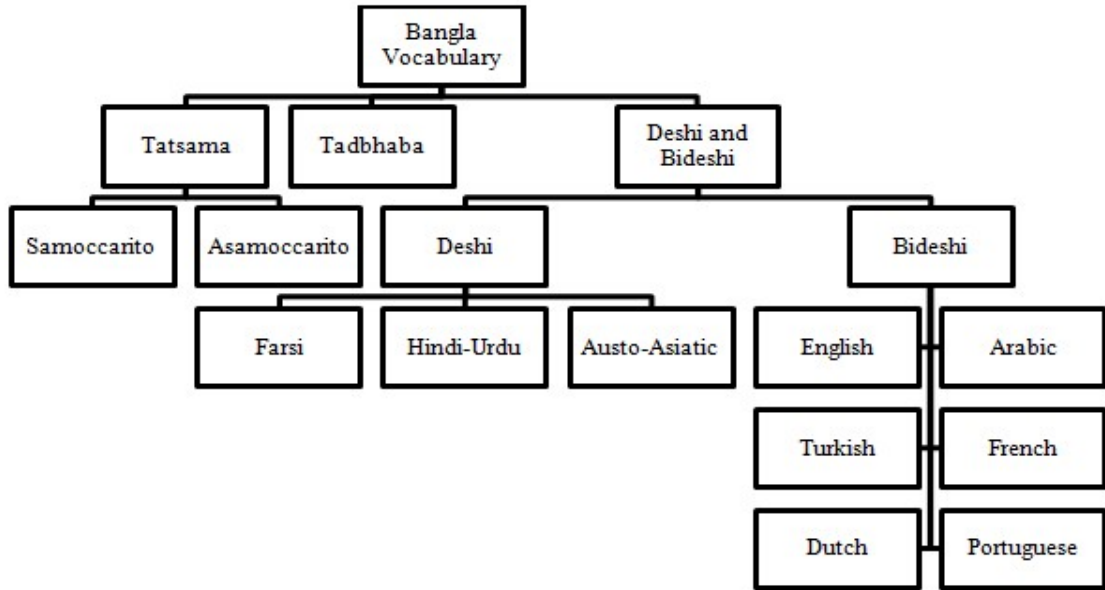 Bangla
Vocabulary
Tatsama
Tadbhaba
Deshi and
Bideshi
Samoccarito
Asamoccarito
Deshi
Bideshi
Farsi
Hindi-Urdu
Austo-Asiatic
English
Arabic
Turkish
French
Dutch
Portuguese